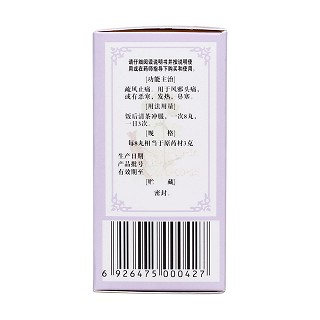 请仔细阅读说明书并按说明使
用或在药师指导下购买和使用。
[功能主治]
疏风止痛。用于风邪头痛,
或有恶寒，发热，鼻塞。
[用法用量]
饭后清茶冲服，一次8丸，
一日3次。
[规　格]
每8丸相当于原药材3克
生产日期
产品批号
有效期至
[贮　藏]
密封。
6 926475 000427